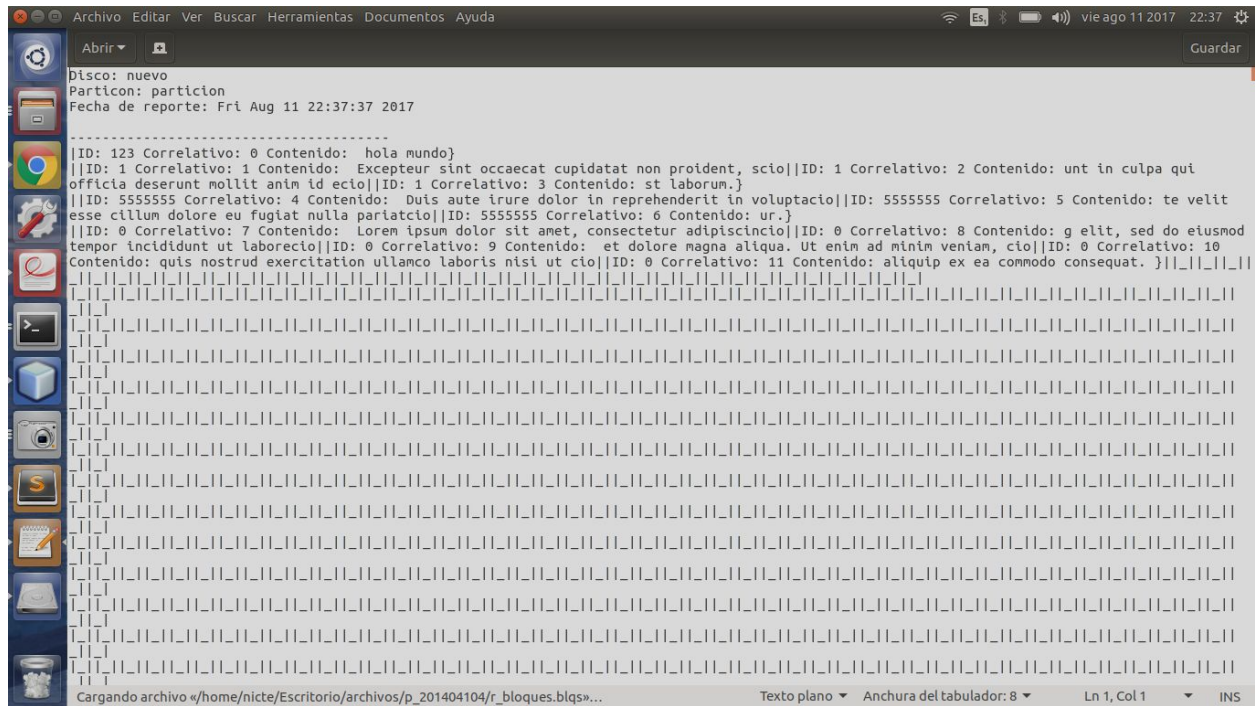 Archivo Editar Ver Buscar Herramientas Documentos Ayuda
Es, vie ago 11 2017 22:37
Abrir Guardar
Disco: nuevo
Particon: particion
Fecha de reporte: Fri Aug 11 22:37:37 2017
---------------------------------------
|ID: 123 Correlativo: 0 Contenido:  hola mundo}
||ID: 1 Correlativo: 1 Contenido:  Excepteur sint occaecat cupidatat non proident, scio||ID: 1 Correlativo: 2 Contenido: unt in culpa qui
officia deserunt mollit anim id ecio||ID: 1 Correlativo: 3 Contenido: st laborum.}
||ID: 5555555 Correlativo: 4 Contenido:  Duis aute irure dolor in reprehenderit in voluptacio||ID: 5555555 Correlativo: 5 Contenido: te velit
esse cillum dolore eu fugiat nulla pariatcio||ID: 5555555 Correlativo: 6 Contenido: ur.}
||ID: 0 Correlativo: 7 Contenido:  Lorem ipsum dolor sit amet, consectetur adipiscincio||ID: 0 Correlativo: 8 Contenido: g elit, sed do eiusmod
tempor incididunt ut laborecio||ID: 0 Correlativo: 9 Contenido:  et dolore magna aliqua. Ut enim ad minim veniam, cio||ID: 0 Correlativo: 10
Contenido: quis nostrud exercitation ullamco laboris nisi ut cio||ID: 0 Correlativo: 11 Contenido: aliquip ex ea commodo consequat. }||_||_||_||
Cargando archivo «/home/nicte/Escritorio/archivos/p_201404104/r_bloques.blqs»... Texto plano Anchura del tabulador: 8 Ln 1, Col 1 INS